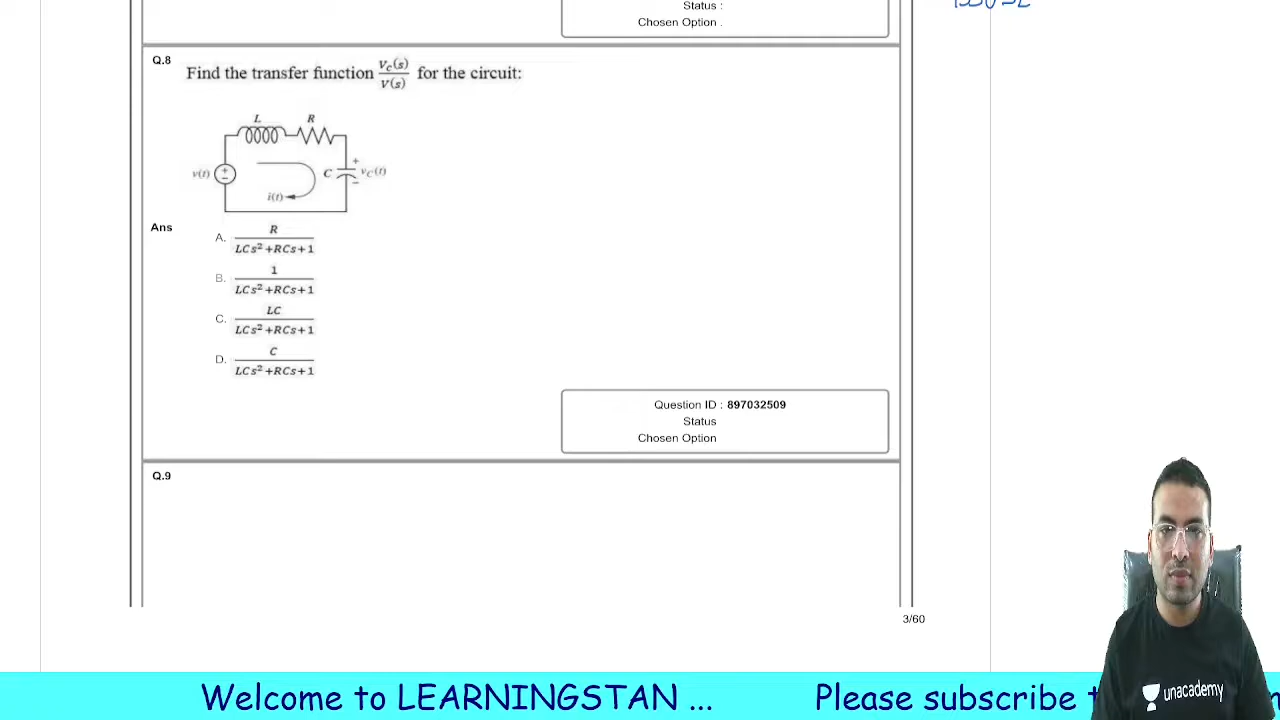 Status :
Chosen Option .
Q.8
Find the transfer function V_c(s)/V(s) for the circuit:
L R
v(t) + − C + v_C(t) −
i(t)
Ans
A. R/(LCs²+RCs+1)
B. 1/(LCs²+RCs+1)
C. LC/(LCs²+RCs+1)
D. C/(LCs²+RCs+1)
Question ID : 897032509
Status
Chosen Option
Q.9
3/60
unacademy
Welcome to LEARNINGSTAN ... Please subscribe